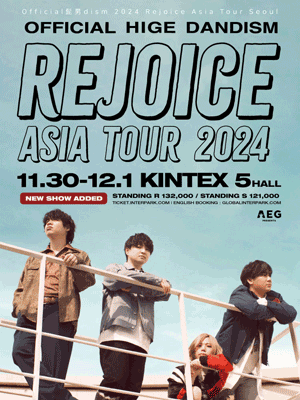 Official髭男dism 2024 Rejoice Asia Tour Seoul
OFFICIAL HIGE DANDISM
REJOICE
ASIA TOUR 2024
11.30-12.1 KINTEX 5HALL
NEW SHOW ADDED
STANDING R 132,000 / STANDING S 121,000
TICKET.INTERPARK.COM | ENGLISH BOOKING : GLOBALINTERPARK.COM
AEG
PRESENTS